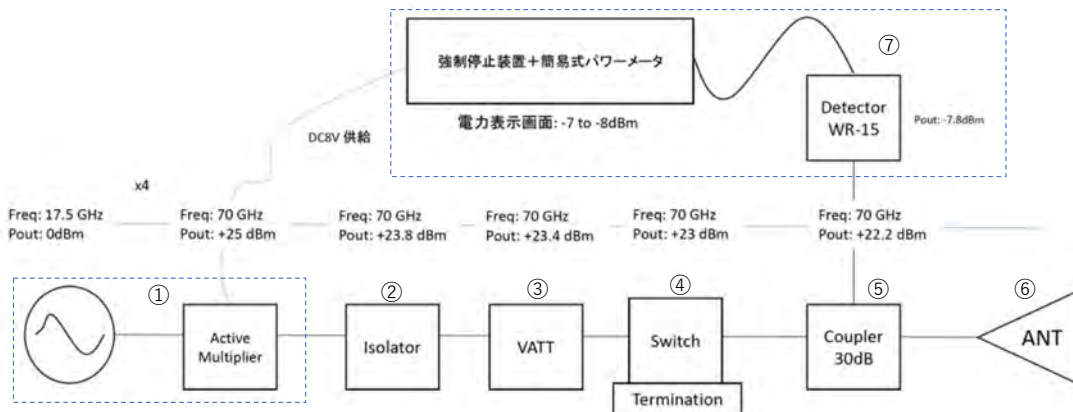 ⑦
強制停止装置＋簡易式パワーメータ
Detector
WR-15
Pout: -7.8dBm
電力表示画面: -7 to -8dBm
DC8V 供給
x4
Freq: 17.5 GHz
Pout: 0dBm
Freq: 70 GHz
Pout: +25 dBm
Freq: 70 GHz
Pout: +23.8 dBm
Freq: 70 GHz
Pout: +23.4 dBm
Freq: 70 GHz
Pout: +23 dBm
Freq: 70 GHz
Pout: +22.2 dBm
①
②
③
④
⑤
⑥
Active
Multiplier
Isolator
VATT
Switch
Termination
Coupler
30dB
ANT